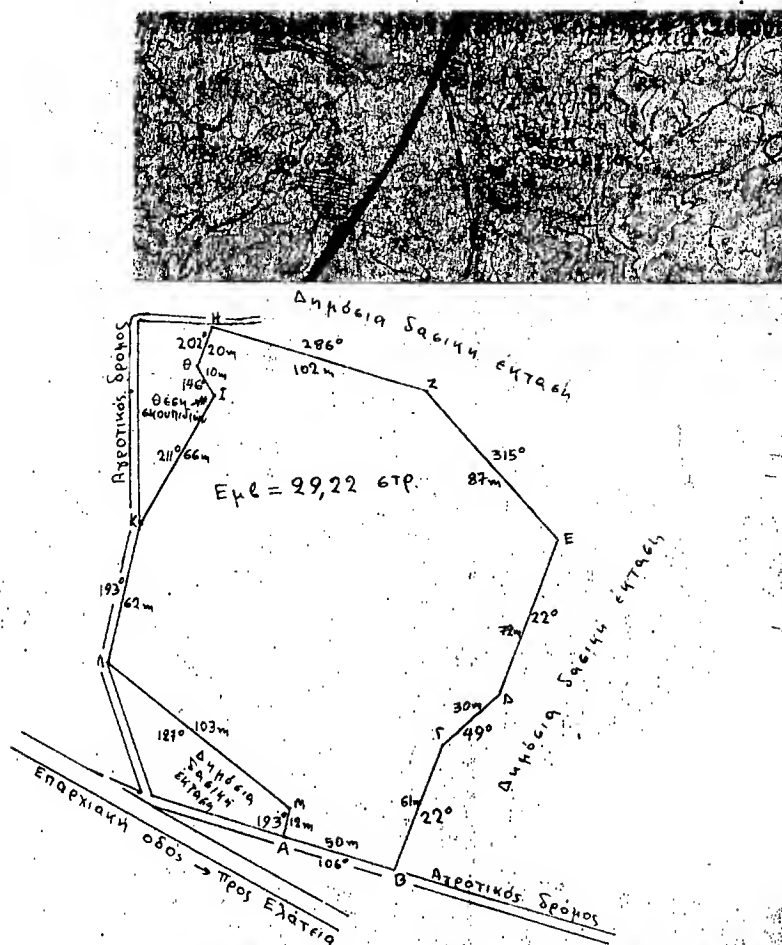 Δημόσια δασική έκταση
Η
202°
20m
286°
102m
Ζ
Θ
10m
146°
Ι
Θέση
σκουπιδιών
Αγροτικός δρόμος
211°
66m
315°
87m
Εμβ = 29,22 στρ.
Κ
Ε
193°
62m
22°
72m
Δημόσια δασική έκταση
Λ
Δ
30m
49°
Γ
103m
187°
Δημόσια
δασική
έκταση
Μ
193°
12m
61m
22°
Α
50m
106°
Β
Αγροτικός δρόμος
Επαρχιακή οδός → Προς Ελάτεια